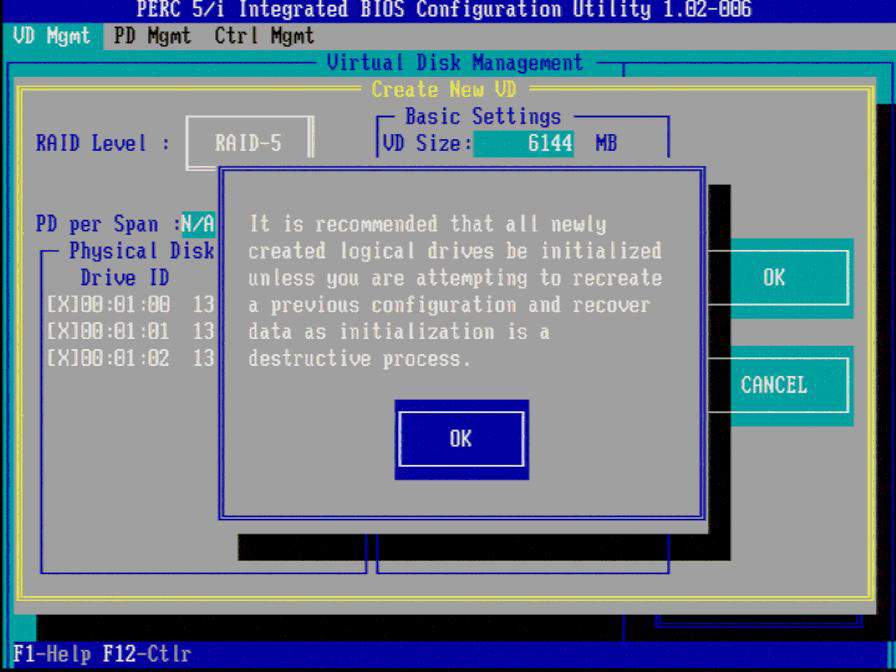 PERC 5/i Integrated BIOS Configuration Utility 1.02-006
VD Mgmt PD Mgmt Ctrl Mgmt
Virtual Disk Management
Create New VD
Basic Settings
RAID Level : RAID-5 VD Size: 6144 MB
PD per Span :N/A
Physical Disk
Drive ID
[X]00:01:00 13
[X]00:01:01 13
[X]00:01:02 13
It is recommended that all newly
created logical drives be initialized
unless you are attempting to recreate
a previous configuration and recover
data as initialization is a
destructive process.
OK
OK
CANCEL
F1-Help F12-Ctlr